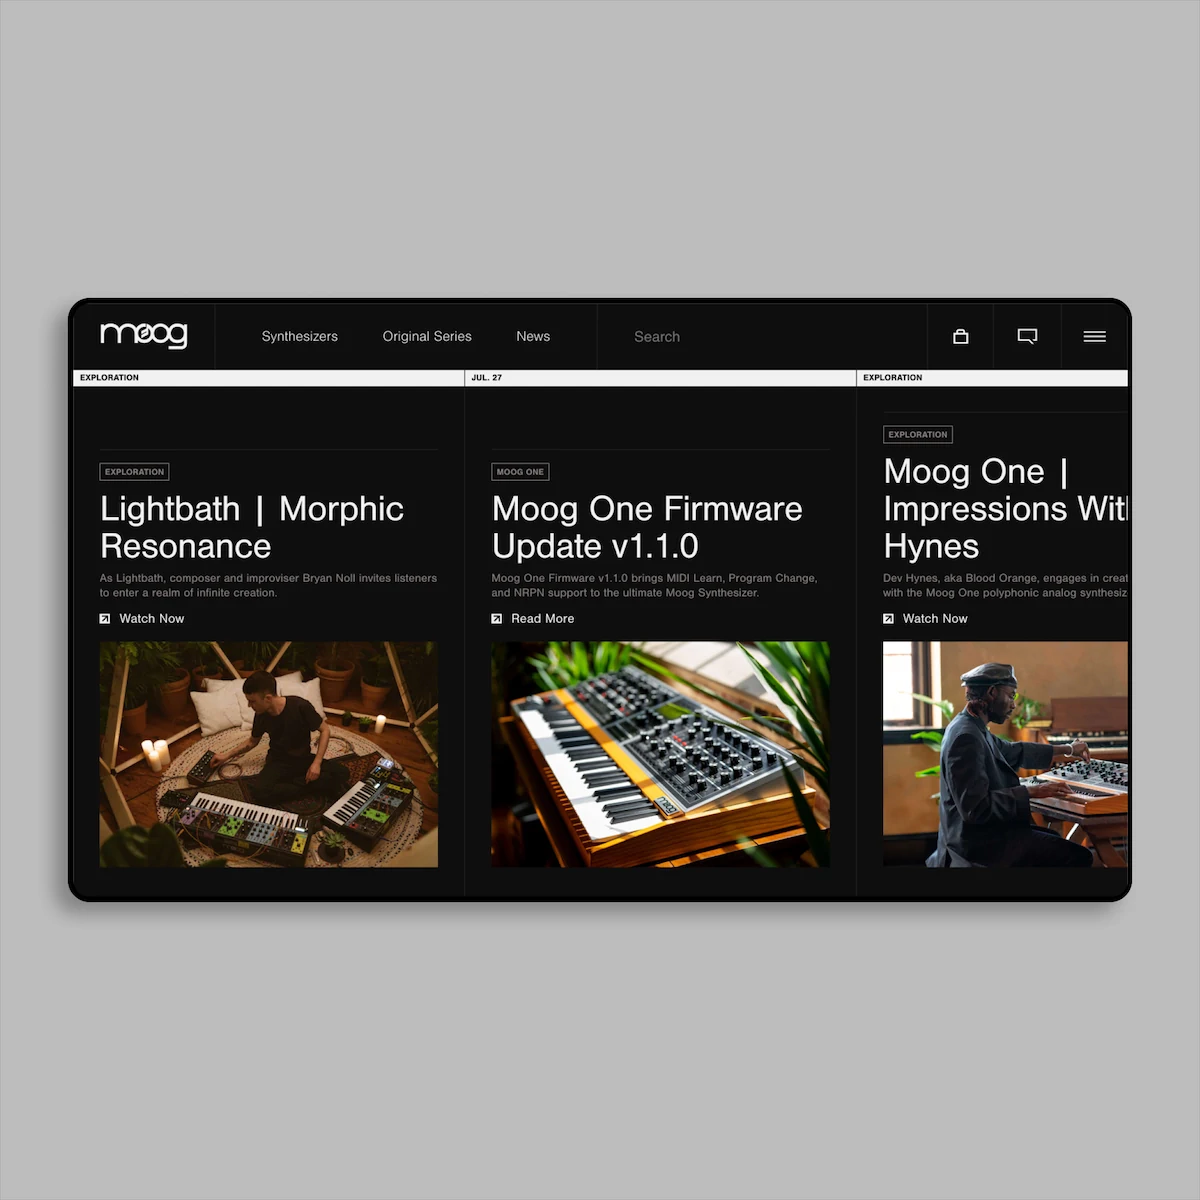 moog
Synthesizers
Original Series
News
Search
EXPLORATION
JUL. 27
EXPLORATION
EXPLORATION
Lightbath | Morphic
Resonance
As Lightbath, composer and improviser Bryan Noll invites listeners
to enter a realm of infinite creation.
Watch Now
MOOG ONE
Moog One Firmware
Update v1.1.0
Moog One Firmware v1.1.0 brings MIDI Learn, Program Change,
and NRPN support to the ultimate Moog Synthesizer.
Read More
moog
EXPLORATION
Moog One |
Impressions Wit
Hynes
Dev Hynes, aka Blood Orange, engages in creat
with the Moog One polyphonic analog synthesiz
Watch Now